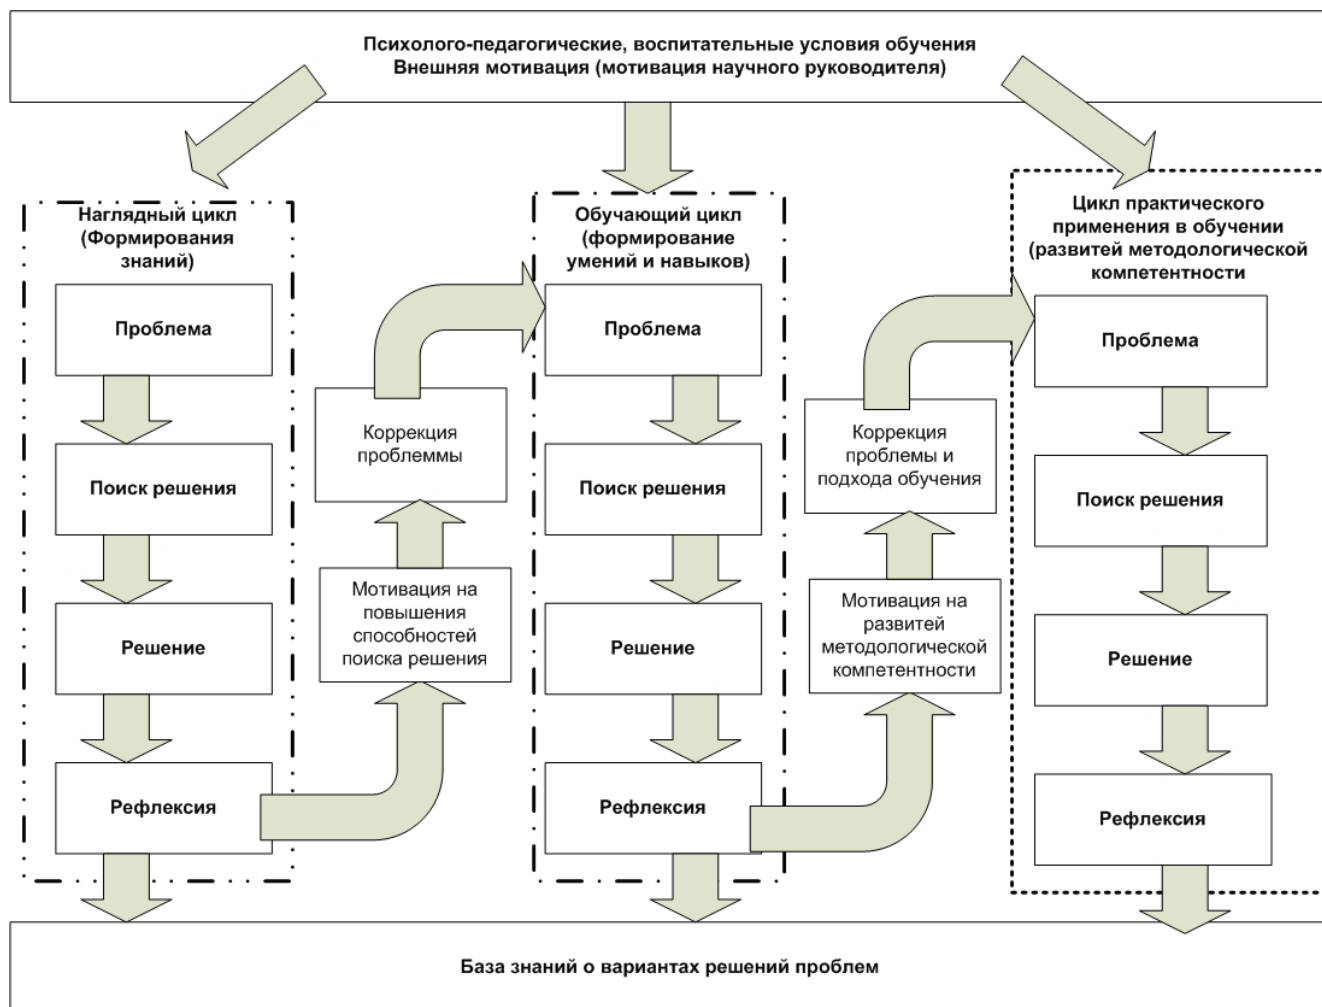 Психолого-педагогические, воспитательные условия обучения
Внешняя мотивация (мотивация научного руководителя)
Наглядный цикл
(Формирования
знаний)
Проблема
Поиск решения
Решение
Рефлексия
Коррекция
проблеммы
Мотивация на
повышения
способностей
поиска решения
Обучающий цикл
(формирование
умений и навыков)
Проблема
Поиск решения
Решение
Рефлексия
Коррекция
проблемы и
подхода обучения
Мотивация на
развитей
методологической
компетентности
Цикл практического
применения в обучении
(развитей методологической
компетентности
Проблема
Поиск решения
Решение
Рефлексия
База знаний о вариантах решений проблем